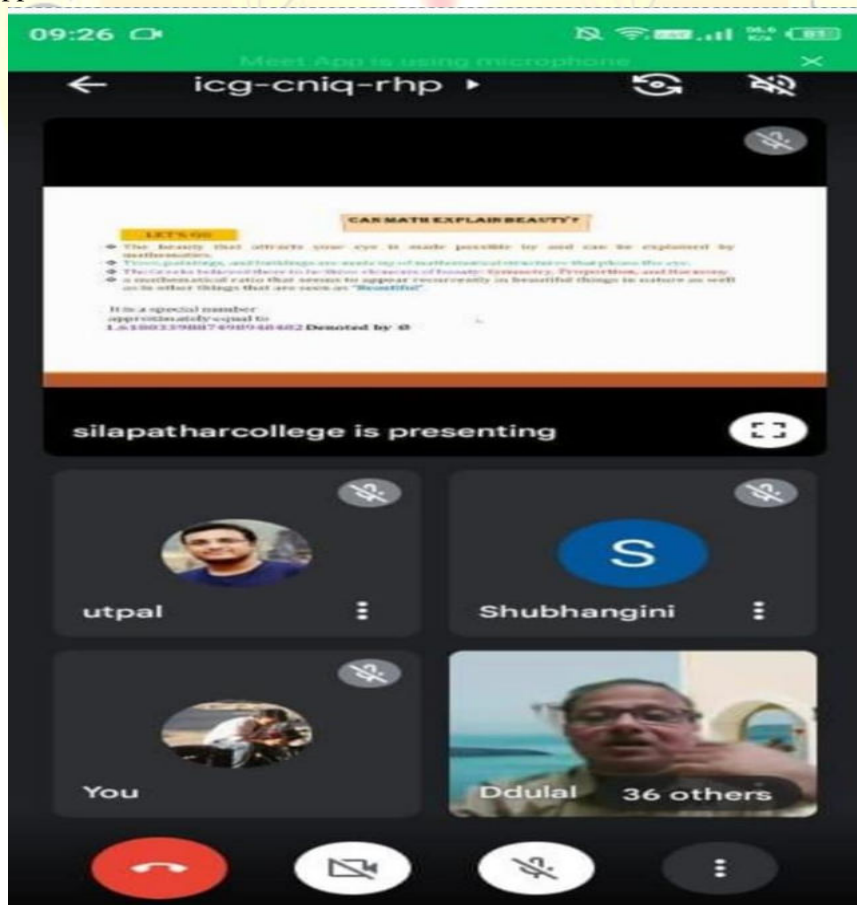 09:26
Meet App is using microphone
icg-cniq-rhp
CAN MATH EXPLAIN BEAUTY?
LET'S GO
The beauty that attracts your eye is made possible by and can be explained by
mathematics.
Trees, paintings, and buildings are made up of mathematical structures that please the eye.
The Greeks believed there to be three elements of beauty: Symmetry, Proportion, and Harmony.
a mathematical ratio that seems to appear recurrently in beautiful things in nature as well
as in other things that are seen as "Beautiful"
It is a special number
approximately equal to
Denoted by Ø
silapatharcollege is presenting
S
utpal
Shubhangini
You
Ddulal
36 others